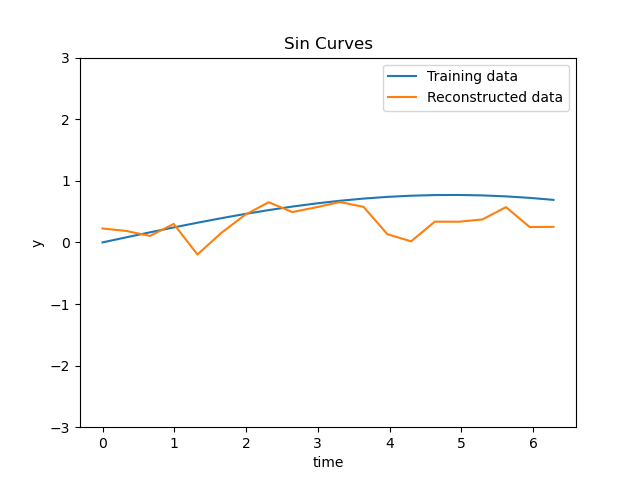 Sin Curves
Training data
Reconstructed data
3
2
1
0
−1
−2
−3
y
0 1 2 3 4 5 6
time